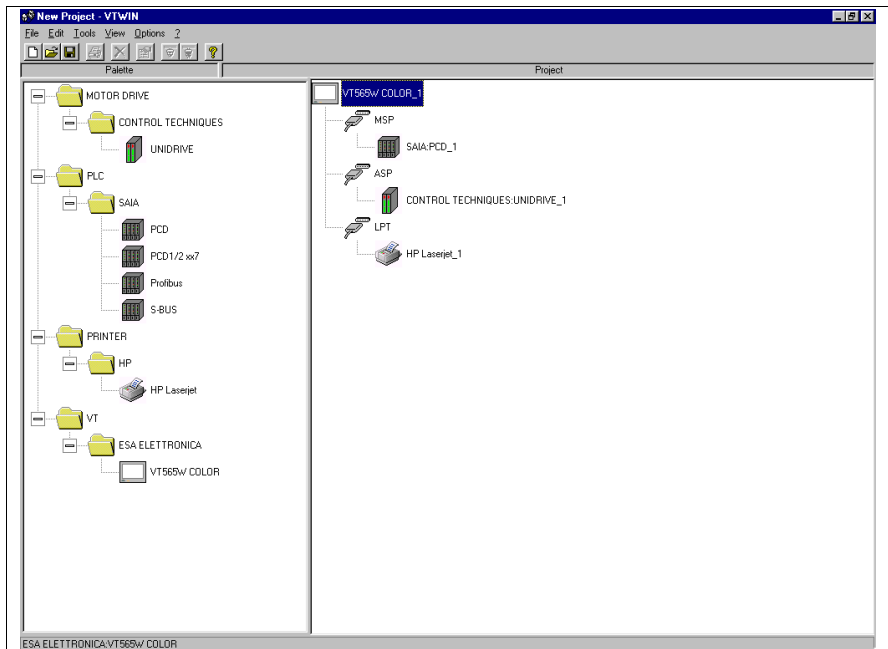 New Project - VTWIN
File Edit Tools View Options ?
Palette
Project
MOTOR DRIVE
CONTROL TECHNIQUES
UNIDRIVE
PLC
SAIA
PCD
PCD1/2 xx7
Profibus
S-BUS
PRINTER
HP
HP Laserjet
VT
ESA ELETTRONICA
VT565W COLOR
VT565W COLOR_1
MSP
SAIA:PCD_1
ASP
CONTROL TECHNIQUES:UNIDRIVE_1
LPT
HP Laserjet_1
ESA ELETTRONICA:VT565W COLOR